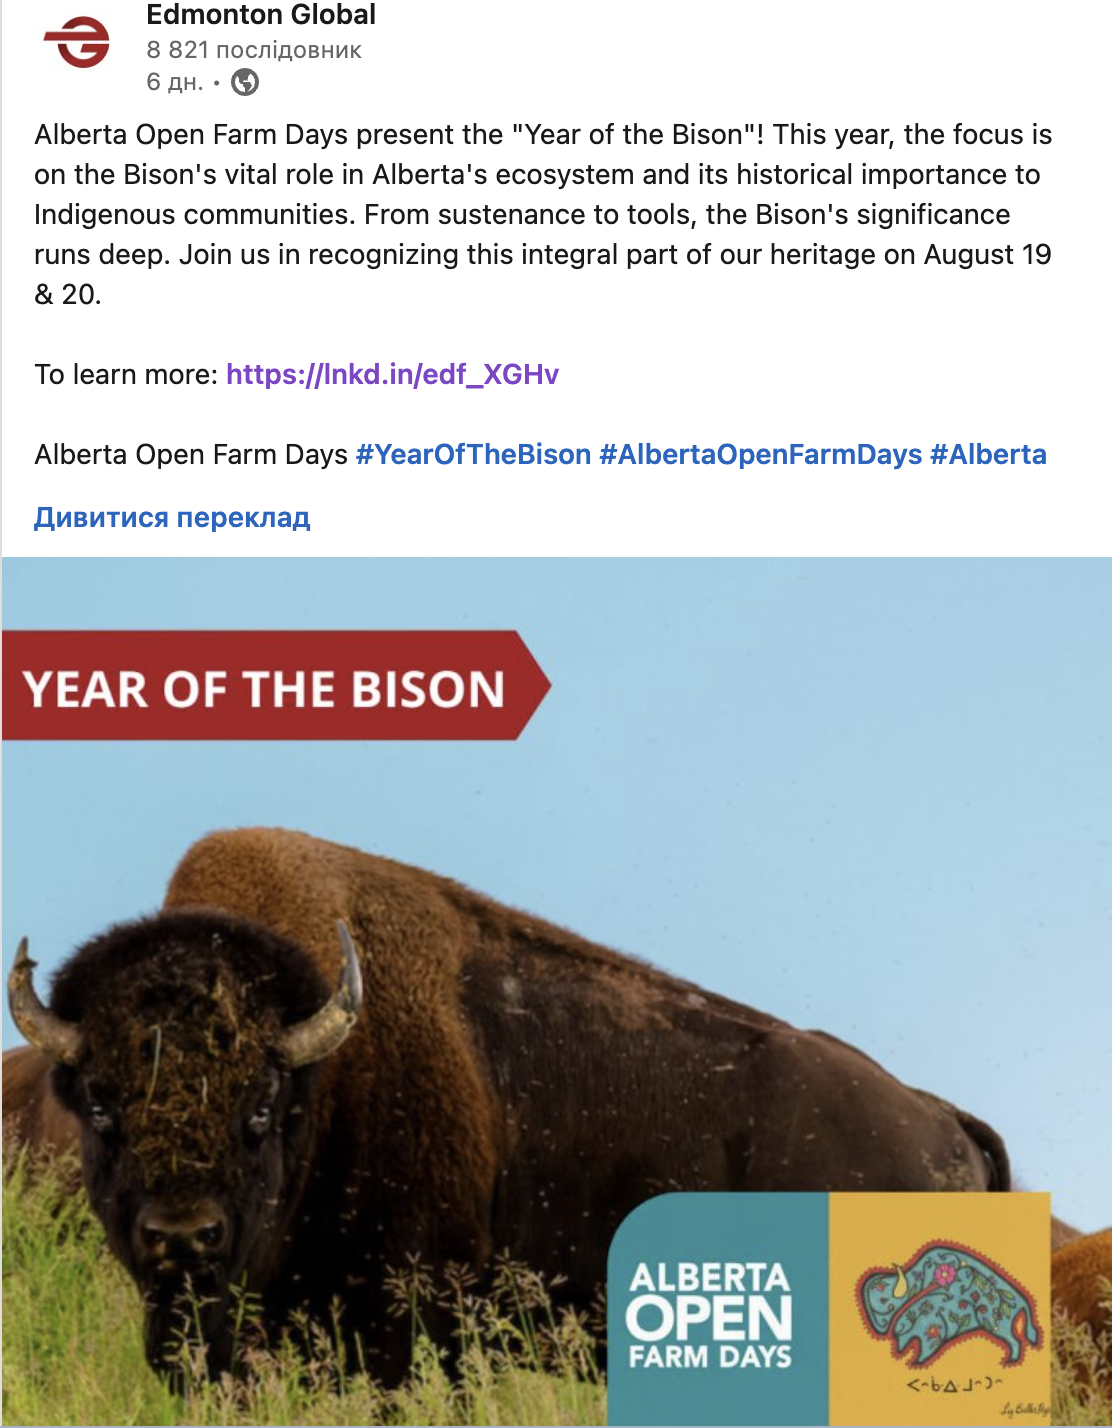 Edmonton Global
8 821 послідовник
6 дн. •
Alberta Open Farm Days present the "Year of the Bison"! This year, the focus is
on the Bison's vital role in Alberta's ecosystem and its historical importance to
Indigenous communities. From sustenance to tools, the Bison's significance
runs deep. Join us in recognizing this integral part of our heritage on August 19
& 20.
To learn more: https://lnkd.in/edf_XGHv
Alberta Open Farm Days #YearOfTheBison #AlbertaOpenFarmDays #Alberta
Дивитися переклад
YEAR OF THE BISON
ALBERTA
OPEN
FARM DAYS